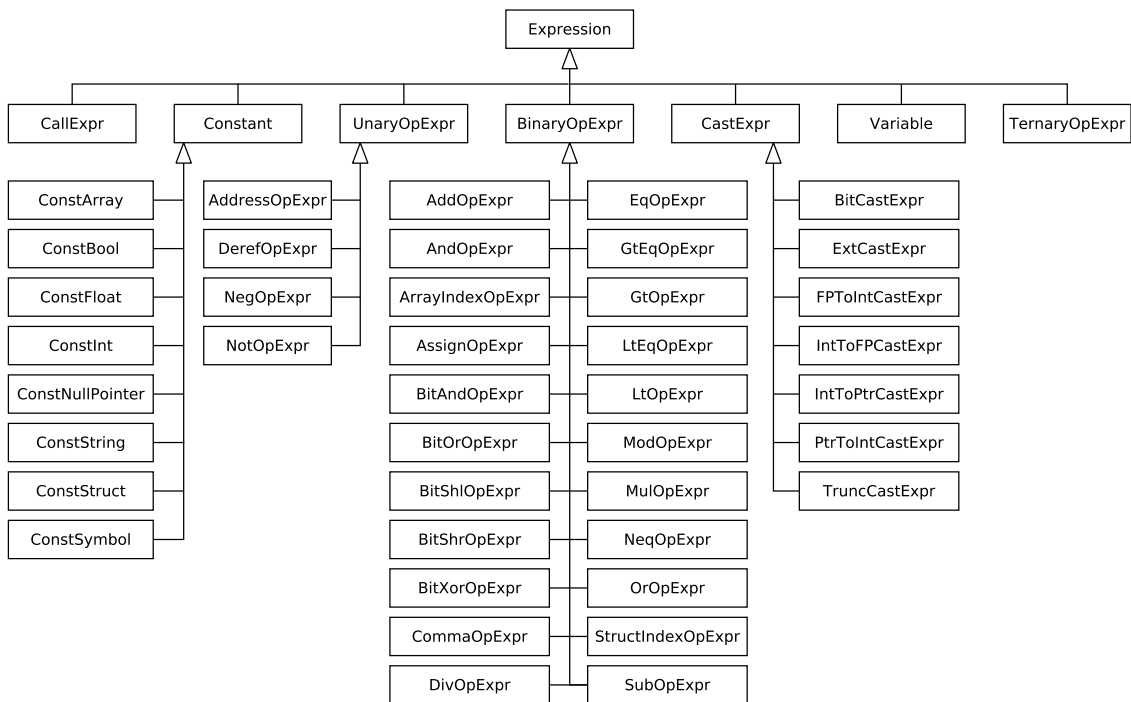 Expression
CallExpr
Constant
UnaryOpExpr
BinaryOpExpr
CastExpr
Variable
TernaryOpExpr
ConstArray
ConstBool
ConstFloat
ConstInt
ConstNullPointer
ConstString
ConstStruct
ConstSymbol
AddressOpExpr
DerefOpExpr
NegOpExpr
NotOpExpr
AddOpExpr
AndOpExpr
ArrayIndexOpExpr
AssignOpExpr
BitAndOpExpr
BitOrOpExpr
BitShlOpExpr
BitShrOpExpr
BitXorOpExpr
CommaOpExpr
DivOpExpr
EqOpExpr
GtEqOpExpr
GtOpExpr
LtEqOpExpr
LtOpExpr
ModOpExpr
MulOpExpr
NeqOpExpr
OrOpExpr
StructIndexOpExpr
SubOpExpr
BitCastExpr
ExtCastExpr
FPToIntCastExpr
IntToFPCastExpr
IntToPtrCastExpr
PtrToIntCastExpr
TruncCastExpr